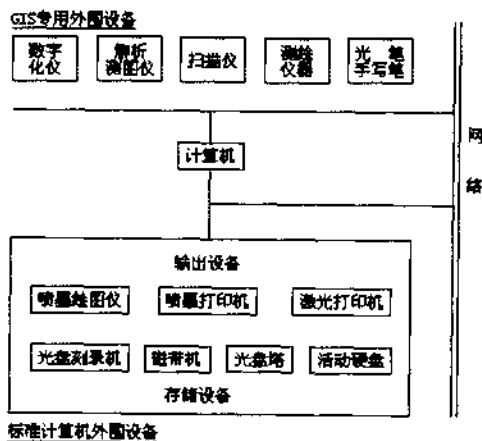 GIS专用外围设备
数字
化仪
解析
测图仪
扫描仪
测绘
仪器
光 笔
手写笔
网
络
计算机
输出设备
喷墨绘图仪
喷墨打印机
激光打印机
光盘刻录机
磁带机
光盘塔
活动硬盘
存储设备
标准计算机外围设备